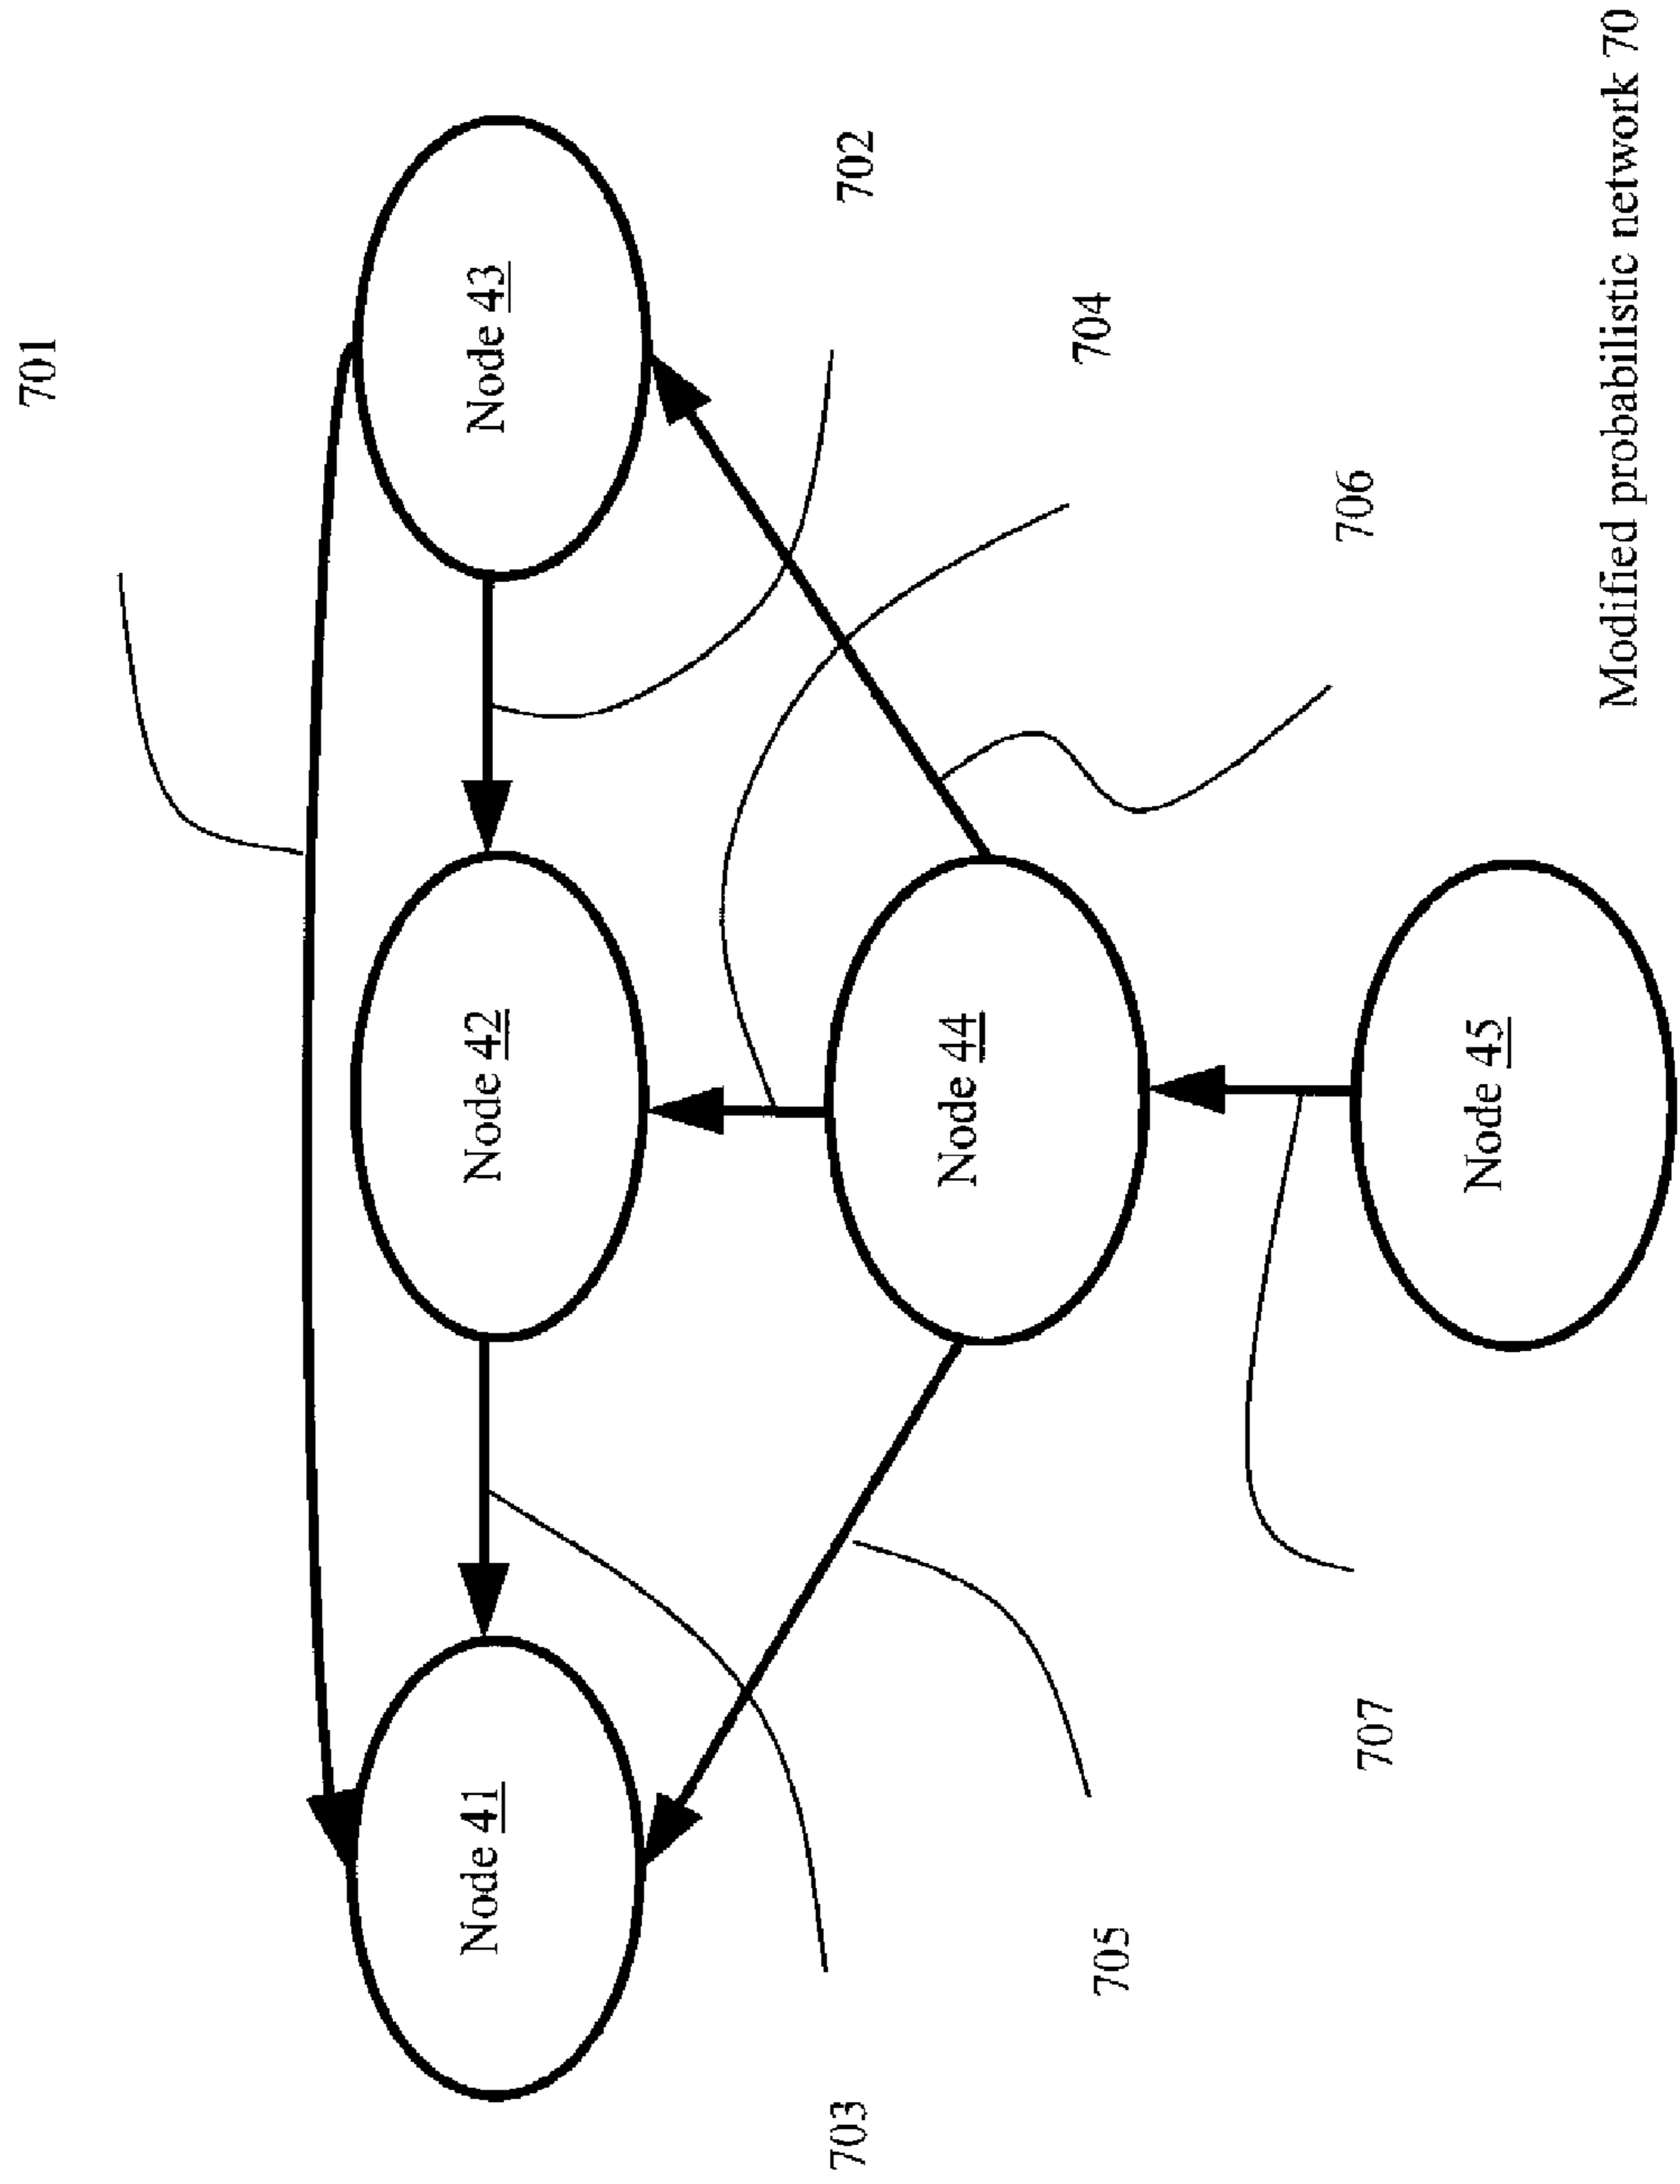 701
Node 41
Node 42
Node 43
703
702
Node 44
705
704
707
706
Node 45
Modified probabilistic network 70